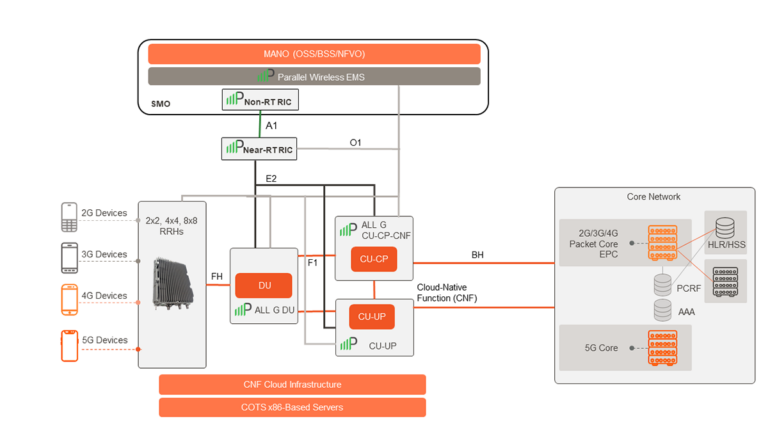 MANO (OSS/BSS/NFVO)
Parallel Wireless EMS
SMO
Non-RT RIC
A1
Near-RT RIC
O1
E2
2G Devices
3G Devices
4G Devices
5G Devices
2x2, 4x4, 8x8
RRHs
FH
DU
ALL G DU
F1
ALL G
CU-CP-CNF
CU-CP
CU-UP
CU-UP
BH
Cloud-Native
Function (CNF)
Core Network
2G/3G/4G
Packet Core
EPC
HLR/HSS
PCRF
AAA
5G Core
CNF Cloud Infrastructure
COTS x86-Based Servers